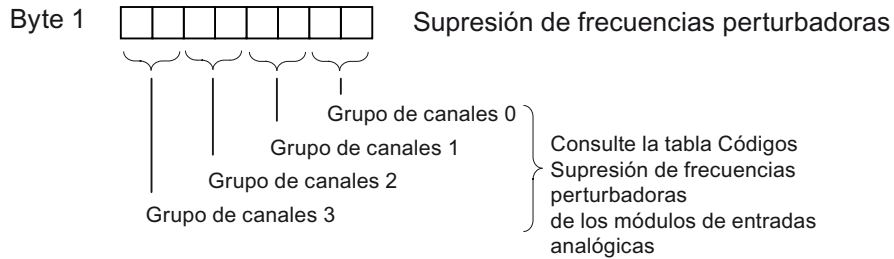 Byte 1
Supresión de frecuencias perturbadoras
Grupo de canales 0
Grupo de canales 1
Grupo de canales 2
Grupo de canales 3
Consulte la tabla Códigos
Supresión de frecuencias
perturbadoras
de los módulos de entradas
analógicas